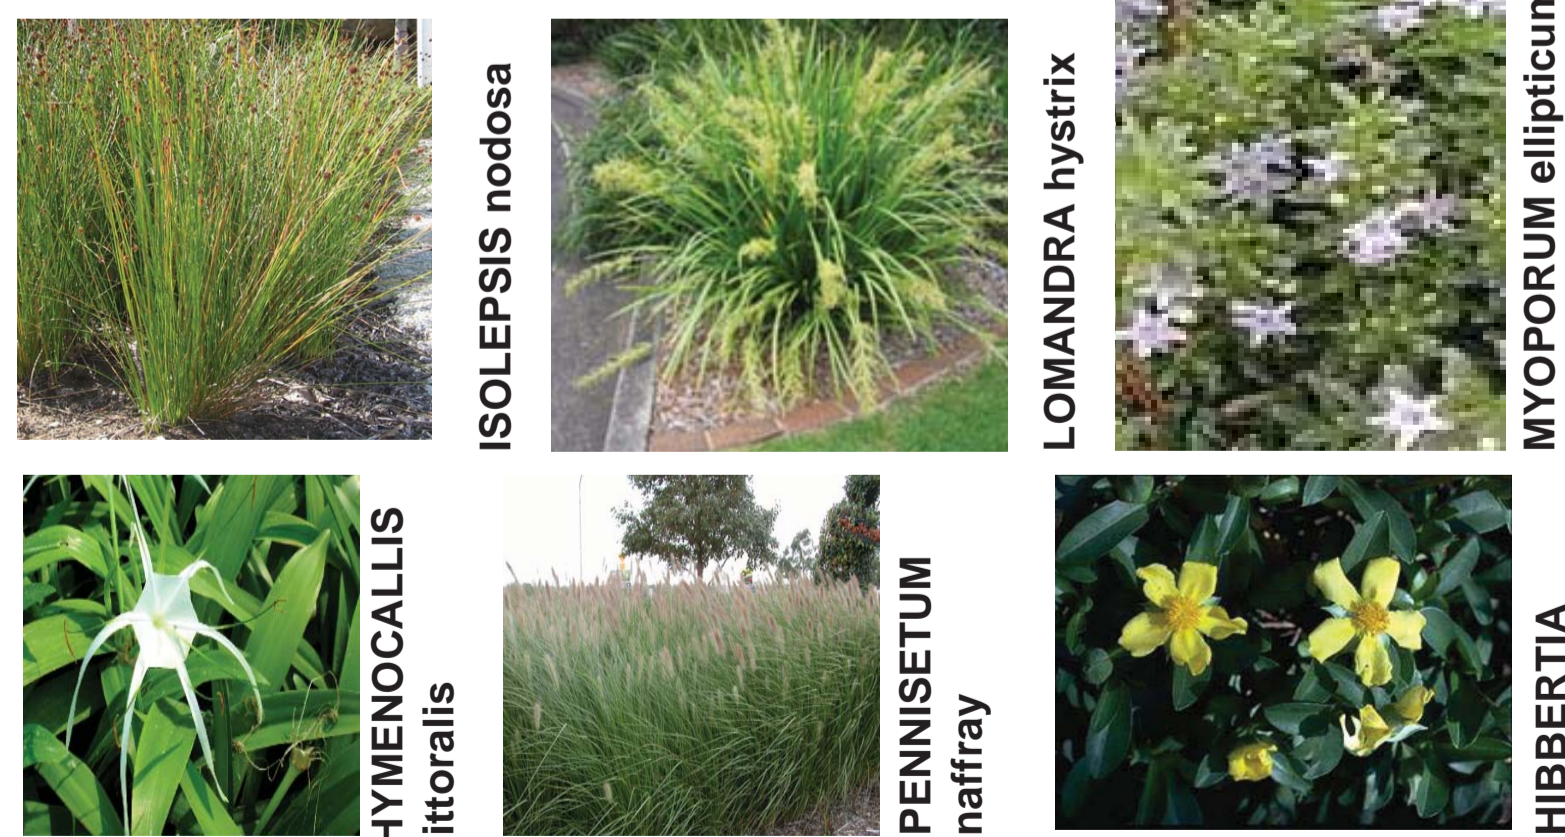 ISOLEPSIS nodosa
LOMANDRA hystrix
MYOPORUM ellipticum
HYMENOCALLIS
ittoralis
PENNISETUM
naffray
HIBBERTIA